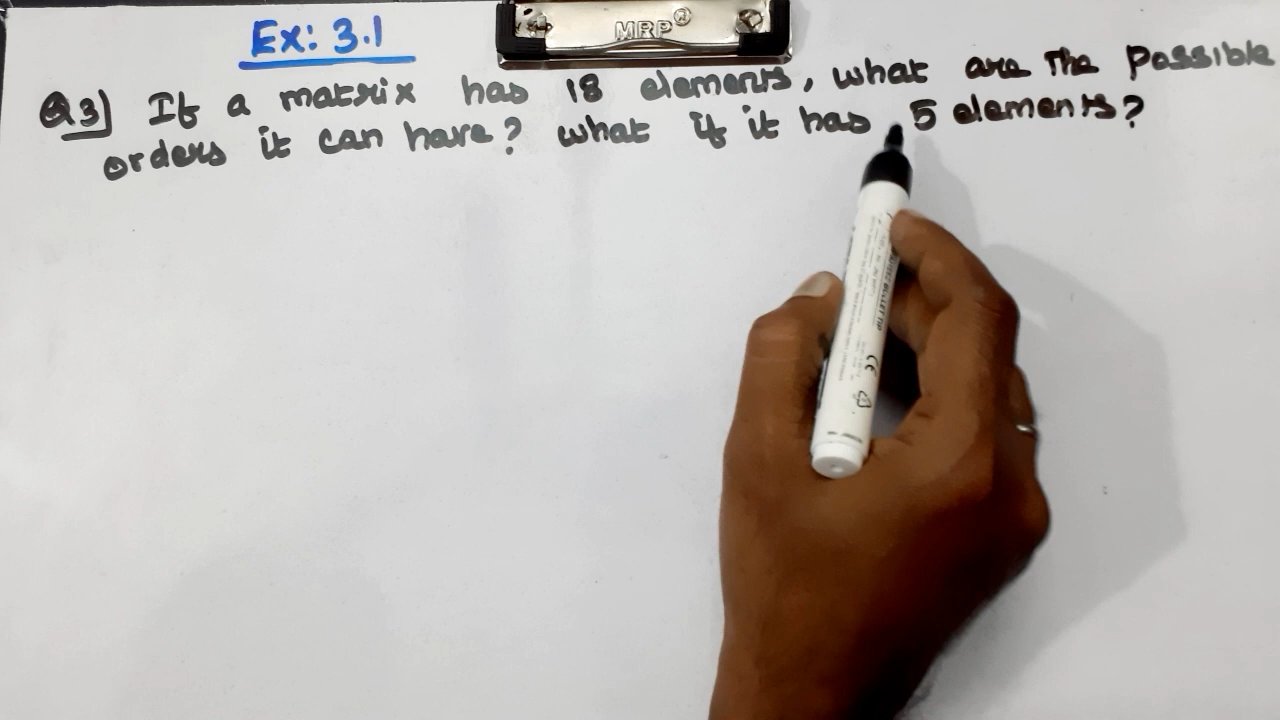 MRP®
Ex: 3.1
Q3] If a matrix has 18 elements, what are the possible
orders it can have? what if it has 5 elements?
CE